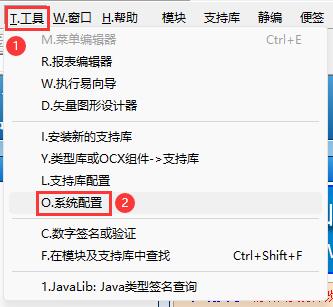 T.工具 W.窗口 H.帮助 模块 支持库 静编 便签
1
M.菜单编辑器 Ctrl+E
R.报表编辑器
W.执行易向导
D.矢量图形设计器
I.安装新的支持库
Y.类型库或OCX组件->支持库
L.支持库配置
O.系统配置 2
C.数字签名或验证
F.在模块及支持库中查找 Ctrl+Shift+F
1.JavaLib: Java类型签名查询